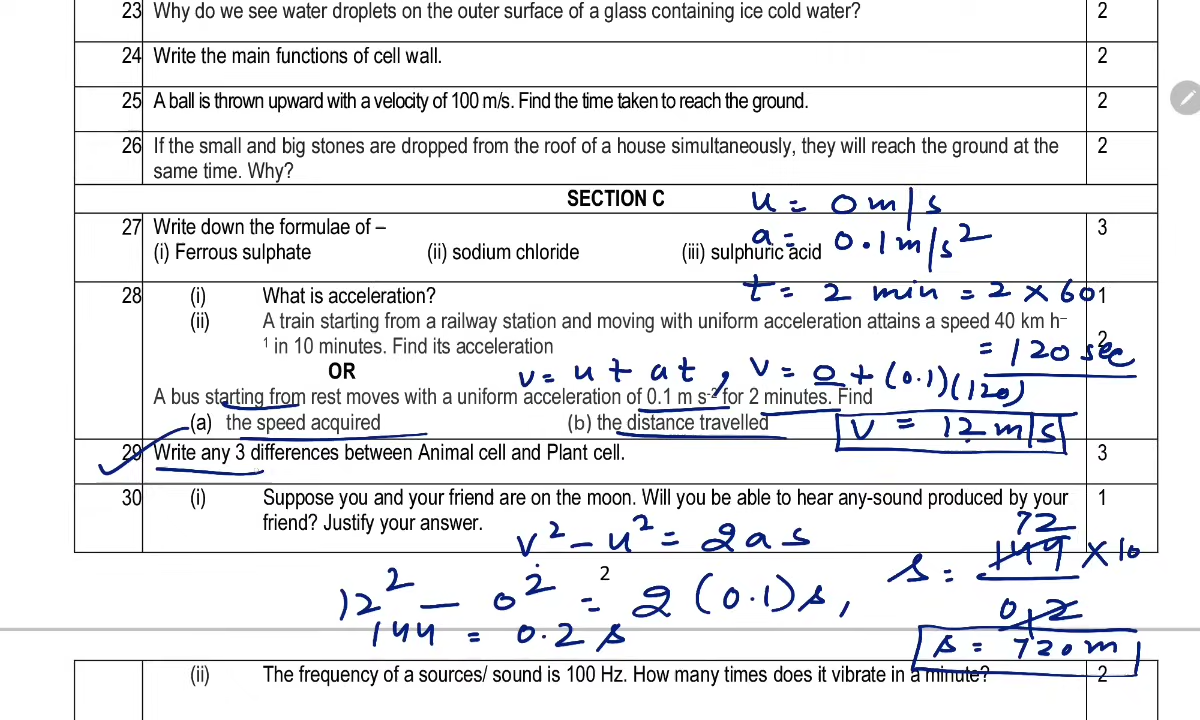 23 Why do we see water droplets on the outer surface of a glass containing ice cold water? 2
24 Write the main functions of cell wall. 2
25 A ball is thrown upward with a velocity of 100 m/s. Find the time taken to reach the ground. 2
26 If the small and big stones are dropped from the roof of a house simultaneously, they will reach the ground at the 2
same time. Why?
SECTION C
u = 0 m/s
27 Write down the formulae of – 3
a = 0.1 m/s²
(i) Ferrous sulphate (ii) sodium chloride (iii) sulphuric acid
28 (i) What is acceleration? 1
t = 2 min = 2 × 60
(ii) A train starting from a railway station and moving with uniform acceleration attains a speed 40 km h⁻ 2
¹ in 10 minutes. Find its acceleration
= 120 sec
OR
v = u + at, v = 0 + (0.1)(120)
A bus starting from rest moves with a uniform acceleration of 0.1 m s⁻² for 2 minutes. Find
(a) the speed acquired (b) the distance travelled
v = 12 m/s
29 Write any 3 differences between Animal cell and Plant cell. 3
30 (i) Suppose you and your friend are on the moon. Will you be able to hear any-sound produced by your 1
friend? Justify your answer.
v² – u² = 2as
72
s = 144 × 10
0.2
2
12² – 0² = 2 (0.1) s,
144 = 0.2 s
s = 720 m
(ii) The frequency of a sources/ sound is 100 Hz. How many times does it vibrate in a minute? 2